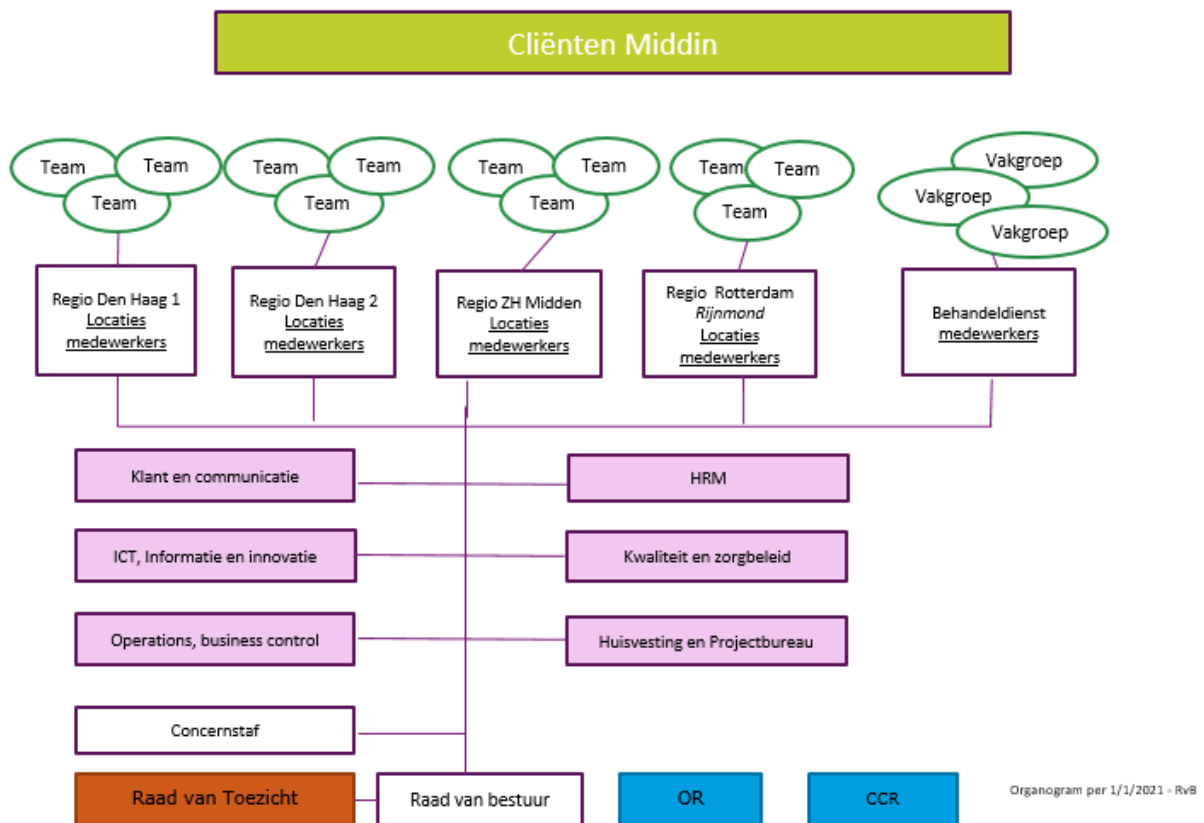 Cliënten Middin
Team
Team
Team
Team
Team
Team
Team
Team
Team
Team
Team
Team
Vakgroep
Vakgroep
Vakgroep
Regio Den Haag 1
Locaties
medewerkers
Regio Den Haag 2
Locaties
medewerkers
Regio ZH Midden
Locaties
medewerkers
Regio Rotterdam
Rijnmond
Locaties
medewerkers
Behandeldienst
medewerkers
Klant en communicatie
HRM
ICT, Informatie en innovatie
Kwaliteit en zorgbeleid
Operations, business control
Huisvesting en Projectbureau
Concernstaf
Raad van Toezicht
Raad van bestuur
OR
CCR
Organogram per 1/1/2021 - RvB